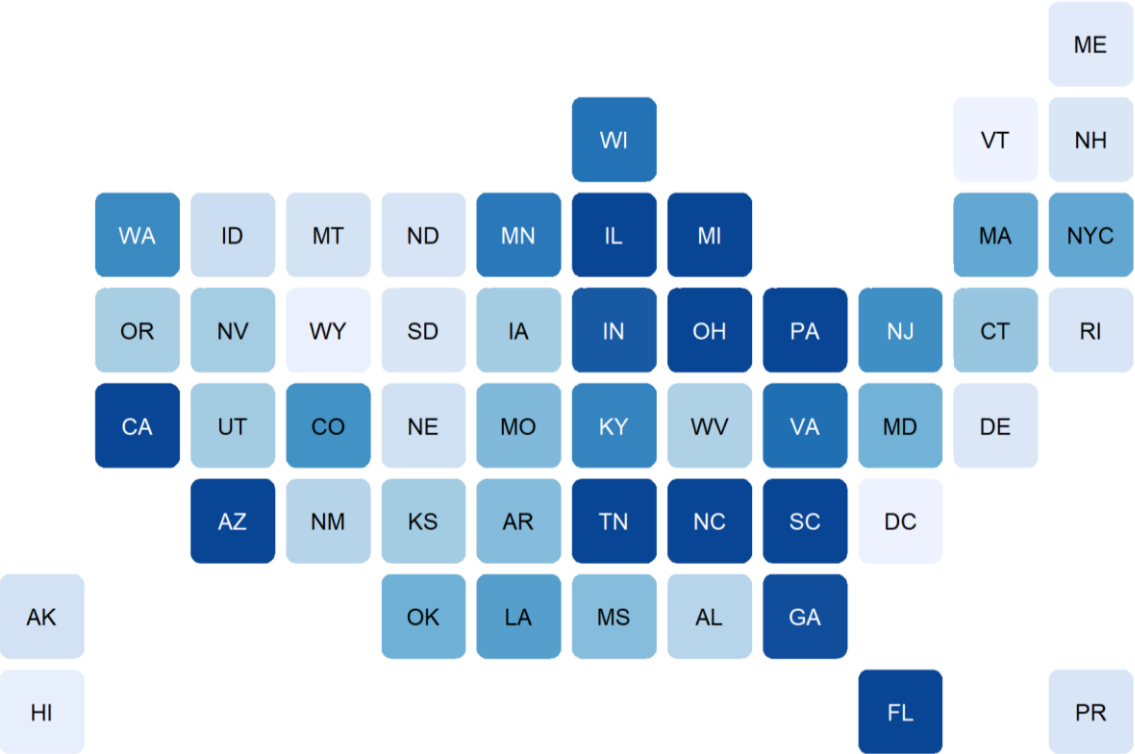 ME
WI VT NH
WA ID MT ND MN IL MI MA NYC
OR NV WY SD IA IN OH PA NJ CT RI
CA UT CO NE MO KY WV VA MD DE
AZ NM KS AR TN NC SC DC
AK OK LA MS AL GA
HI FL PR